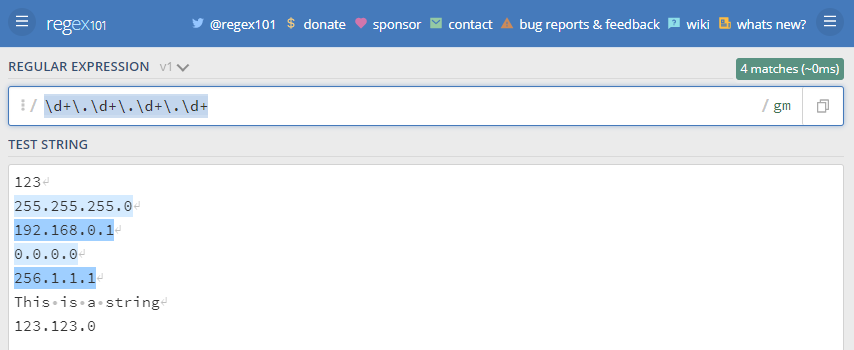 regex101 @regex101 $ donate sponsor contact bug reports & feedback wiki whats new?
REGULAR EXPRESSION v1 4 matches (~0ms)
/ \d+\.\d+\.\d+\.\d+ / gm
TEST STRING
123
255.255.255.0
192.168.0.1
0.0.0.0
256.1.1.1
This is a string
123.123.0